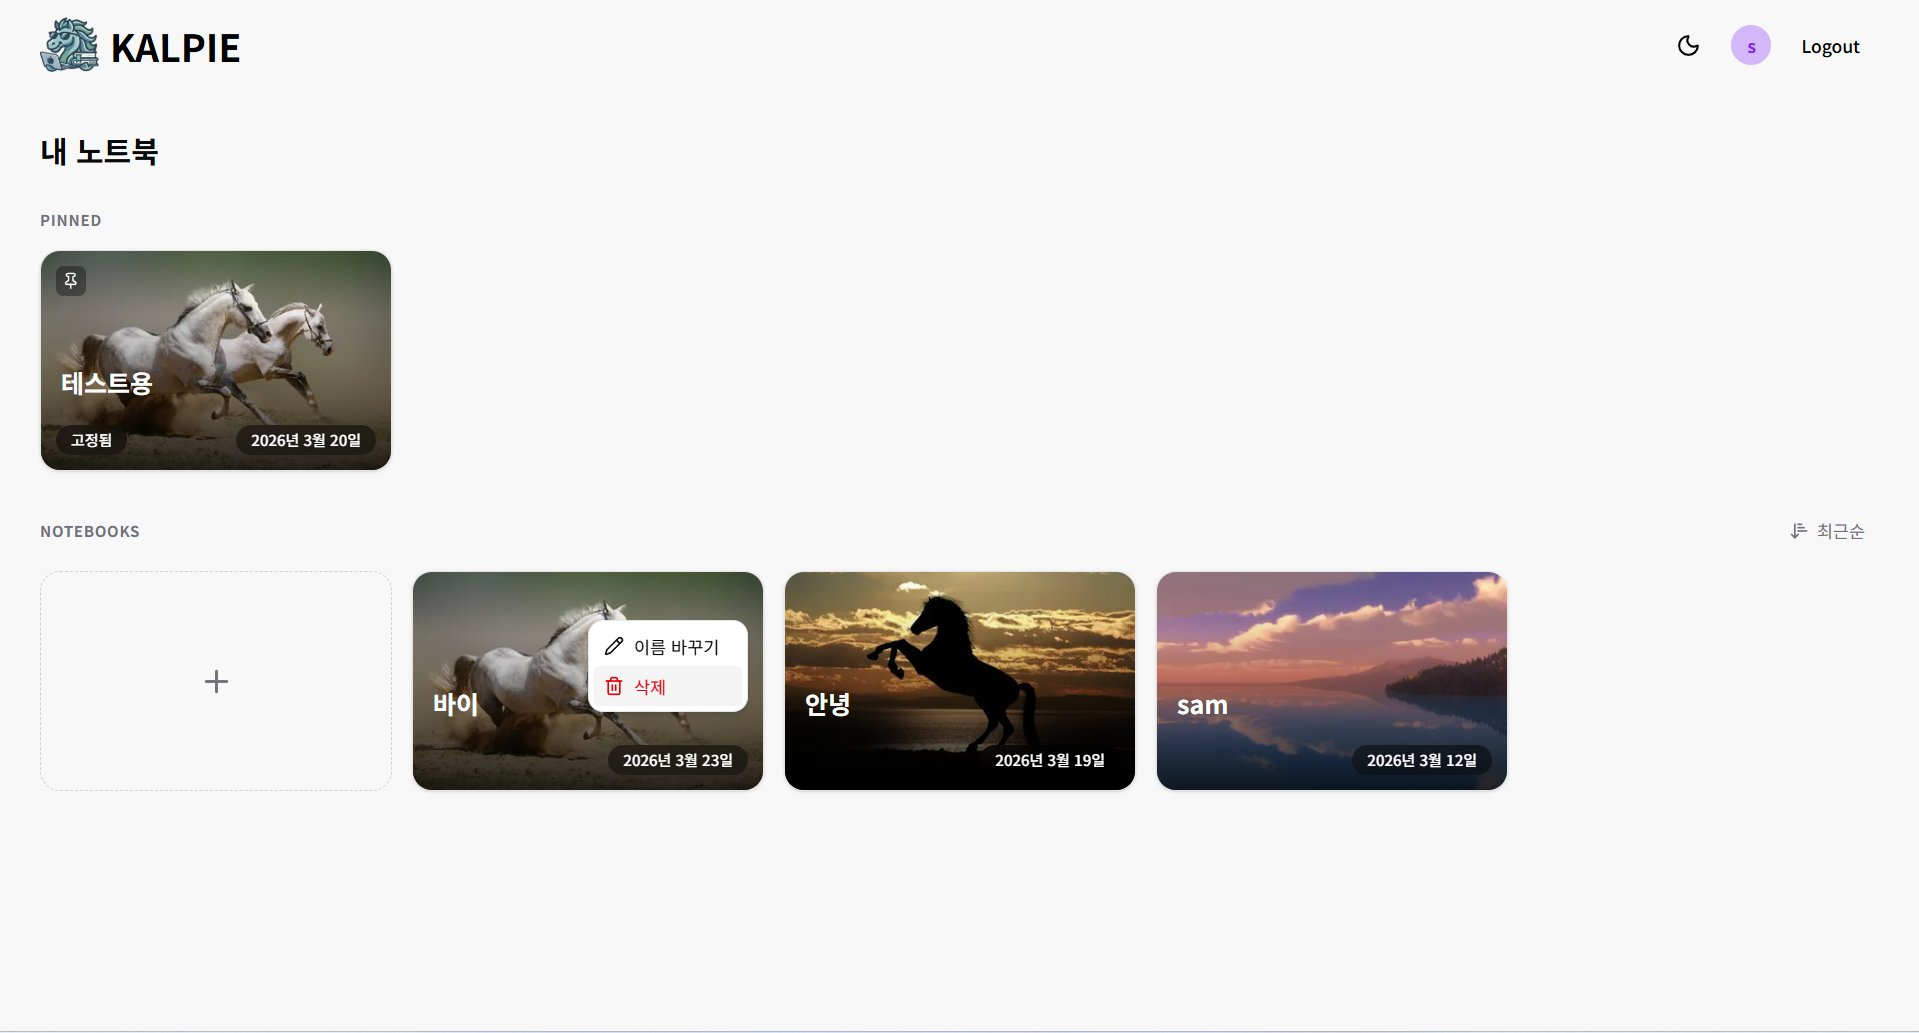 KALPIE
s
Logout
내 노트북
PINNED
테스트용
고정됨
2026년 3월 20일
NOTEBOOKS
최근순
이름 바꾸기
삭제
바이
2026년 3월 23일
안녕
2026년 3월 19일
sam
2026년 3월 12일